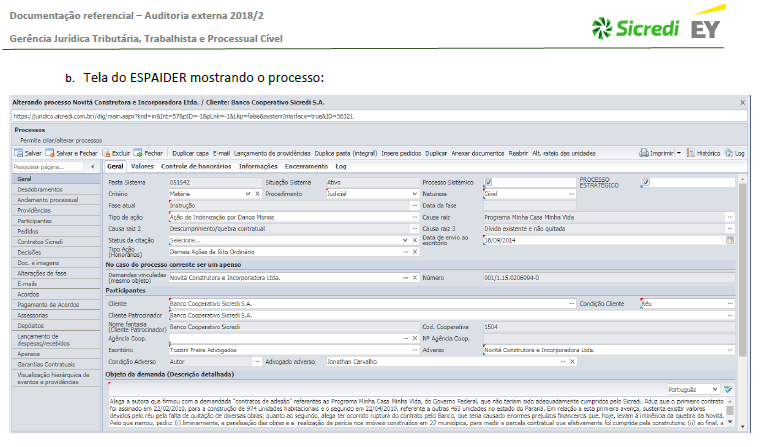 Documentação referencial – Auditoria externa 2018/2
Gerência Jurídica Tributária, Trabalhista e Processual Cível
Sicredi EY
b. Tela do ESPAIDER mostrando o processo:
Alterando processo Novitá Construtora e Incorporadora Ltda. / Cliente: Banco Cooperativo Sicredi S.A. X
Processos
Permite criar/alterar processos
Salvar Salvar e Fechar Excluir Fechar Duplicar capa E-mail Lançamento de providências Duplica pasta (integral) Insere pedidos Duplicar Anexar documentos Reabrir Alt. rateio das unidades Imprimir Histórico Log
Pesquisar página... Geral Valores Controle de honorários Informações Encerramento Log
Geral
Desdobramentos
Andamento processual
Providências
Participantes
Pedidos
Contratos Sicredi
Decisões
Doc. e imagens
Alterações de fase
E-mails
Acordos
Pagamento de Acordos
Assessorias
Depósitos
Lançamento de despesas/recebidos
Apensos
Garantias Contratuais
Visualização hierárquica de eventos e providências
Pasta Sistema 051542 Situação Sistema Ativo Processo Sistêmico PROCESSO ESTRATÉGICO
Critério Matéria Procedimento Judicial Natureza Cível
Fase atual Instrução Data da fase
Tipo de ação Ação de Indenização por Danos Morais Causa raiz Programa Minha Casa Minha Vida
Causa raiz 2 Descumprimento/quebra contratual Causa raiz 3 Dívida existente e não quitada
Status da citação Selecione... Data de envio ao escritório 18/09/2014
Tipo Ação (Honorários) Demais Ações de Rito Ordinário
No caso do processo corrente ser um apenso
Demandas vinculadas (mesmo objeto) Novitá Construtora e Incorporadora Ltda. Número 001/1.15.0206094-0
Participantes
Cliente Banco Cooperativo Sicredi S.A. Condição Cliente Réu
Cliente Patrocinador Banco Cooperativo Sicredi S.A.
Nome fantasia (Cliente Patrocinador) Banco Cooperativo Sicredi Cod. Cooperativa 1504
Agência Coop. Nº Agência Coop.
Escritório Tozzini Freire Advogados Adverso Novitá Construtora e Incorporadora Ltda.
Condição Adverso Autor Advogado adverso Jonathan Carvalho
Objeto da demanda (Descrição detalhada)
Português
Alega a autora que firmou com a demandada "contratos de adesão" referentes ao Programa Minha Casa Minha Vida, do Governo Federal, que não teriam sido adequadamente cumpridos pelo Sicredi. Aduz que o primeiro contrato
foi assinado em 22/02/2010, para a construção de 974 unidades habitacionais e o segundo em 22/04/2010, referente a outras 463 unidades no estado do Paraná. Em relação a esta primeira avença, sustenta existir valores
devidos pelo réu pela falta de quitação de diversas obras; quanto ao segundo, alega ter ocorrido ruptura do contrato pelo Banco, que teria causado enormes prejuízos financeiros que, hoje, levam à iminência da quebra da Novitá.
Pelo que narrou, pediu: (i) liminarmente, a paralisação das obras e a realização de perícia nos imóveis construídos em 27 municípios, para medir a parcela contratual que efetivamente foi cumprida pela construtora; (ii) ao final, a